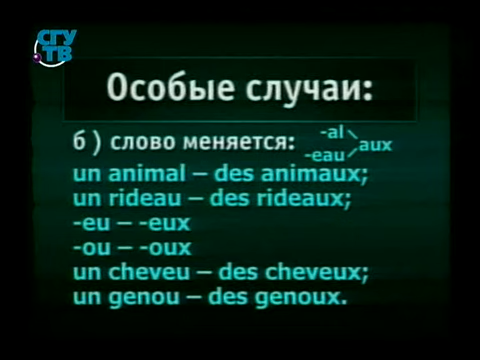 СГУ
ТВ
Особые случаи:
б ) слово меняется: -al
-eau aux
un animal – des animaux;
un rideau – des rideaux;
-eu – -eux
-ou – -oux
un cheveu – des cheveux;
un genou – des genoux.